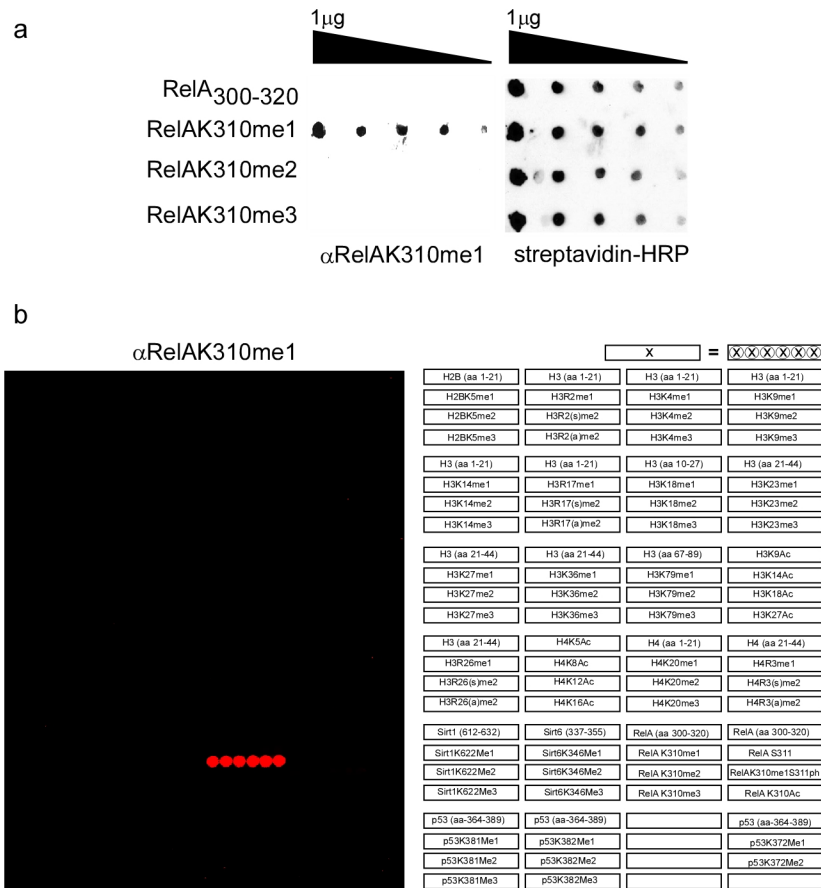 a
1μg 1μg
RelA300-320
RelAK310me1
RelAK310me2
RelAK310me3
αRelAK310me1 streptavidin-HRP
b
αRelAK310me1
x = x x x x x x
H2B (aa 1-21) H3 (aa 1-21) H3 (aa 1-21) H3 (aa 1-21)
H2BK5me1 H3R2me1 H3K4me1 H3K9me1
H2BK5me2 H3R2(s)me2 H3K4me2 H3K9me2
H2BK5me3 H3R2(a)me2 H3K4me3 H3K9me3
H3 (aa 1-21) H3 (aa 1-21) H3 (aa 10-27) H3 (aa 21-44)
H3K14me1 H3R17me1 H3K18me1 H3K23me1
H3K14me2 H3R17(s)me2 H3K18me2 H3K23me2
H3K14me3 H3R17(a)me2 H3K18me3 H3K23me3
H3 (aa 21-44) H3 (aa 21-44) H3 (aa 67-89) H3K9Ac
H3K27me1 H3K36me1 H3K79me1 H3K14Ac
H3K27me2 H3K36me2 H3K79me2 H3K18Ac
H3K27me3 H3K36me3 H3K79me3 H3K27Ac
H3 (aa 21-44) H4K5Ac H4 (aa 1-21) H4 (aa 21-44)
H3R26me1 H4K8Ac H4K20me1 H4R3me1
H3R26(s)me2 H4K12Ac H4K20me2 H4R3(s)me2
H3R26(a)me2 H4K16Ac H4K20me3 H4R3(a)me2
Sirt1 (612-632) Sirt6 (337-355) RelA (aa 300-320) RelA (aa 300-320)
Sirt1K622Me1 Sirt6K346Me1 RelA K310me1 RelA S311
Sirt1K622Me2 Sirt6K346Me2 RelA K310me2 RelAK310me1S311ph
Sirt1K622Me3 Sirt6K346Me3 RelA K310me3 RelA K310Ac
p53 (aa-364-389) p53 (aa-364-389) p53 (aa-364-389)
p53K381Me1 p53K382Me1 p53K372Me1
p53K381Me2 p53K382Me2 p53K372Me2
p53K381Me3 p53K382Me3